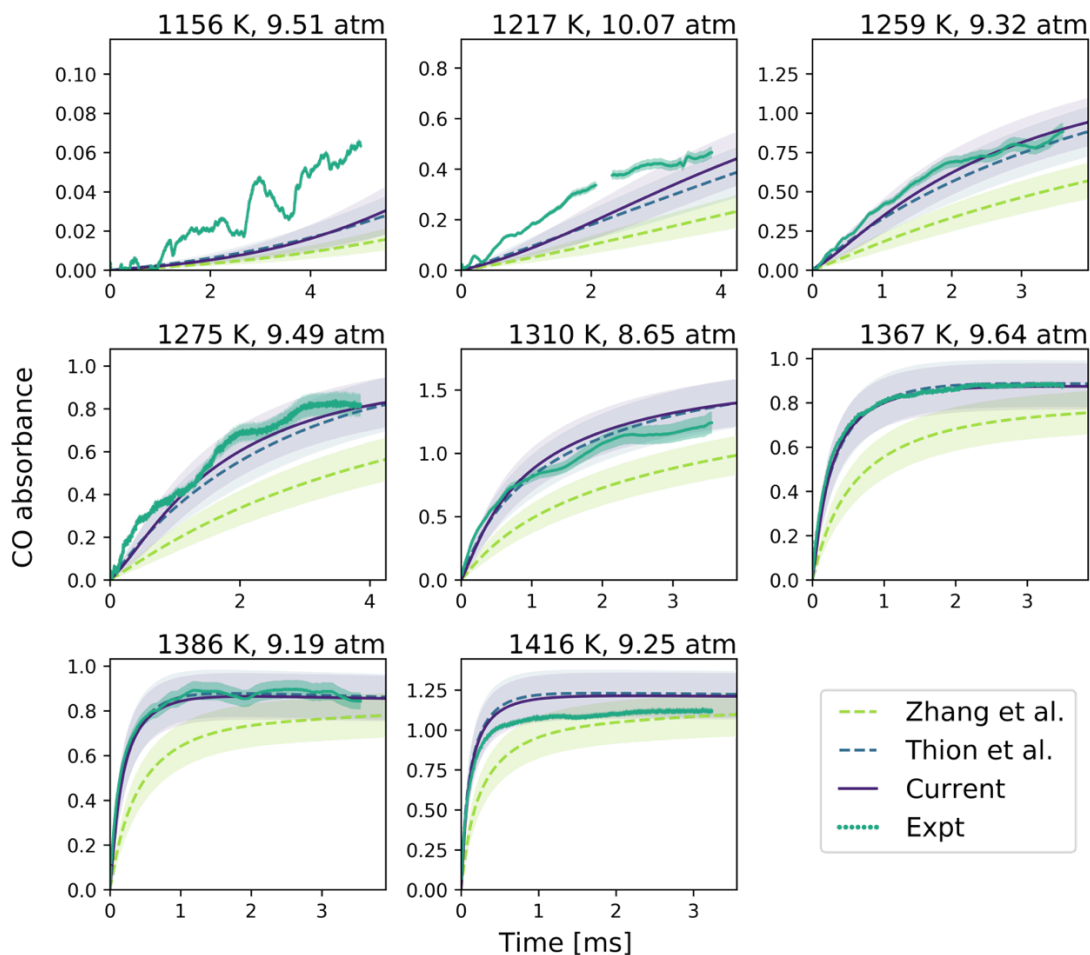 1156 K, 9.51 atm
1217 K, 10.07 atm
1259 K, 9.32 atm
0.10
0.08
0.06
0.04
0.02
0.00
0.8
0.6
0.4
0.2
0.0
1.25
1.00
0.75
0.50
0.25
0.00
0 2 4
0 2 4
0 1 2 3
1275 K, 9.49 atm
1310 K, 8.65 atm
1367 K, 9.64 atm
CO absorbance
1.0
0.8
0.6
0.4
0.2
0.0
1.5
1.0
0.5
0.0
1.0
0.8
0.6
0.4
0.2
0.0
0 2 4
0 1 2 3
0 1 2 3
1386 K, 9.19 atm
1416 K, 9.25 atm
1.0
0.8
0.6
0.4
0.2
0.0
1.25
1.00
0.75
0.50
0.25
0.00
0 1 2 3
0 1 2 3
Zhang et al.
Thion et al.
Current
Expt
Time [ms]